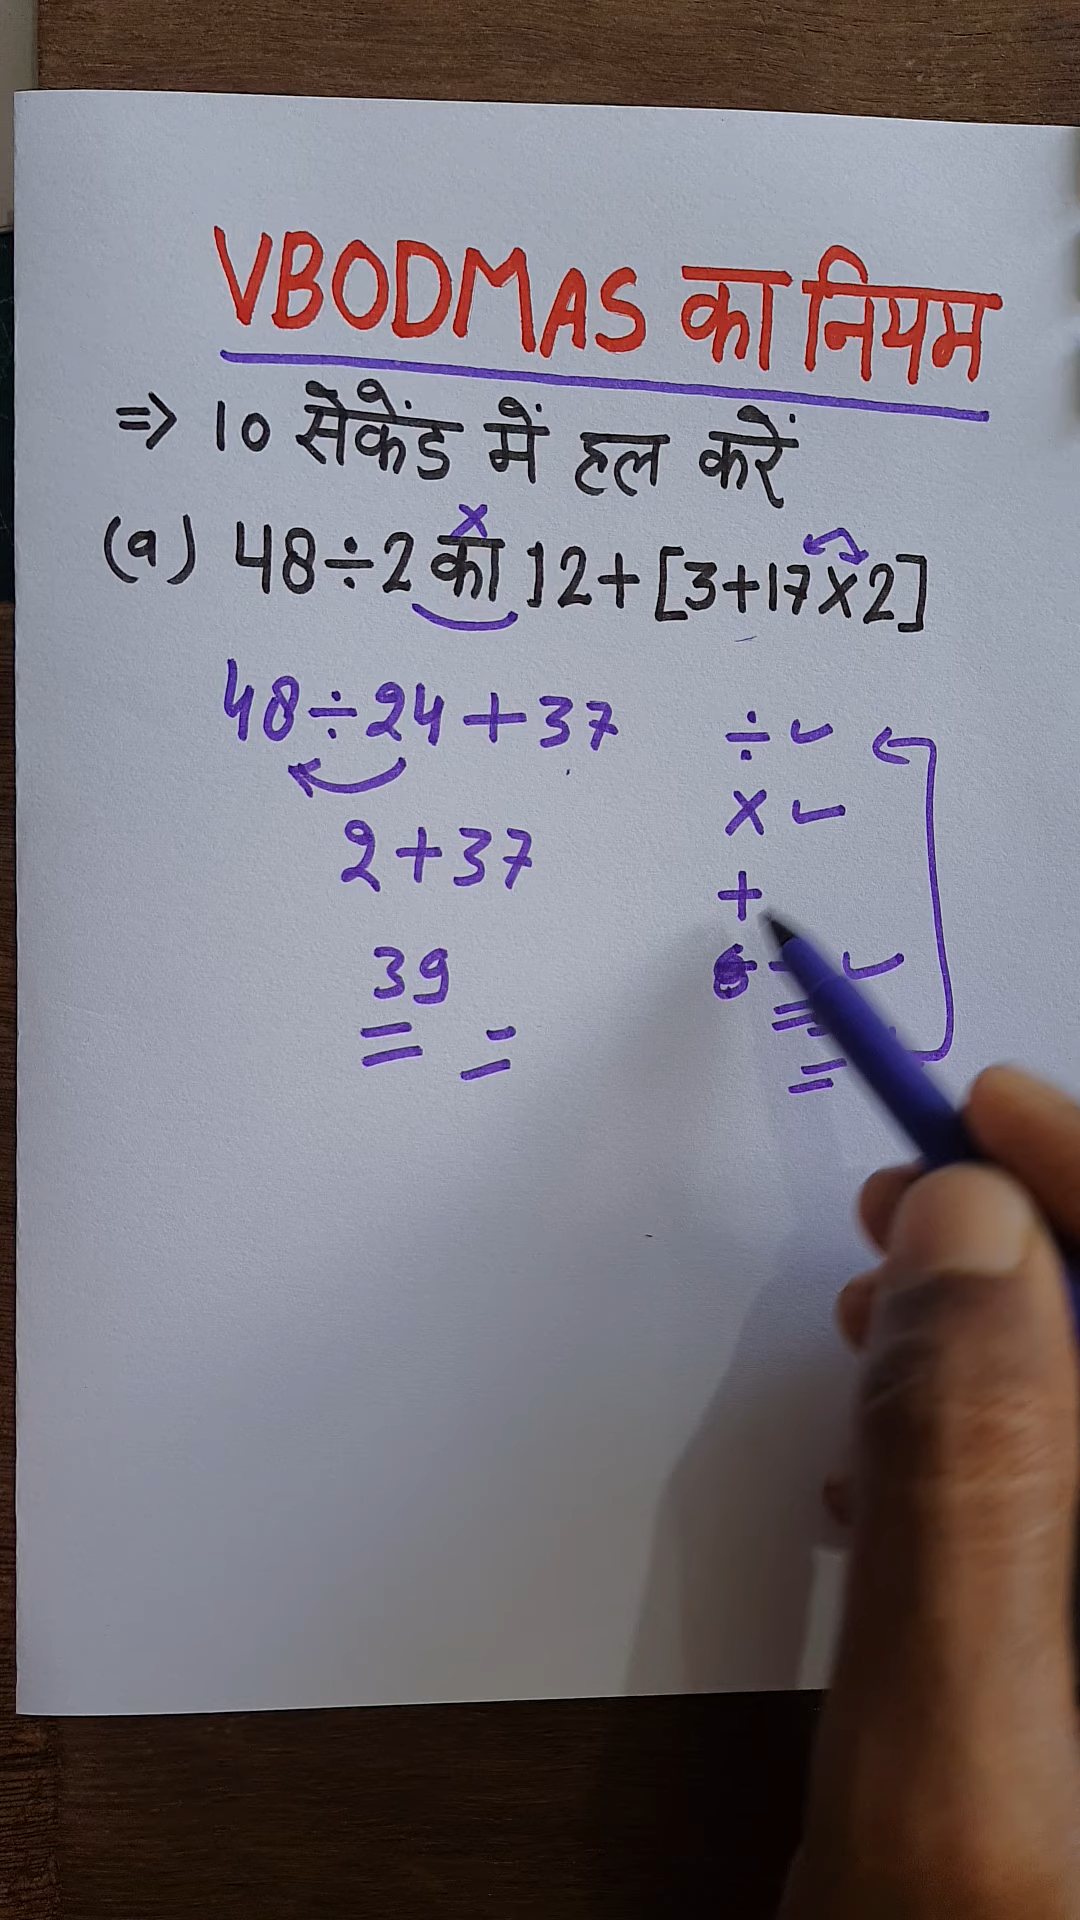 VBODMAS का नियम
⇒ 10 सेकेंड में हल करें
(a) 48÷2 का 12+[3+17×2]
×
48÷24+37
2+37
39
÷ ✓
× ✓
+
- ✓